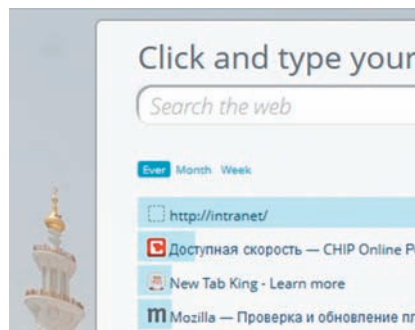 Click and type your
Search the web
Ever Month Week
http://intranet/
Доступная скорость — CHIP Online
New Tab King - Learn more
m Mozilla — Проверка и обновление